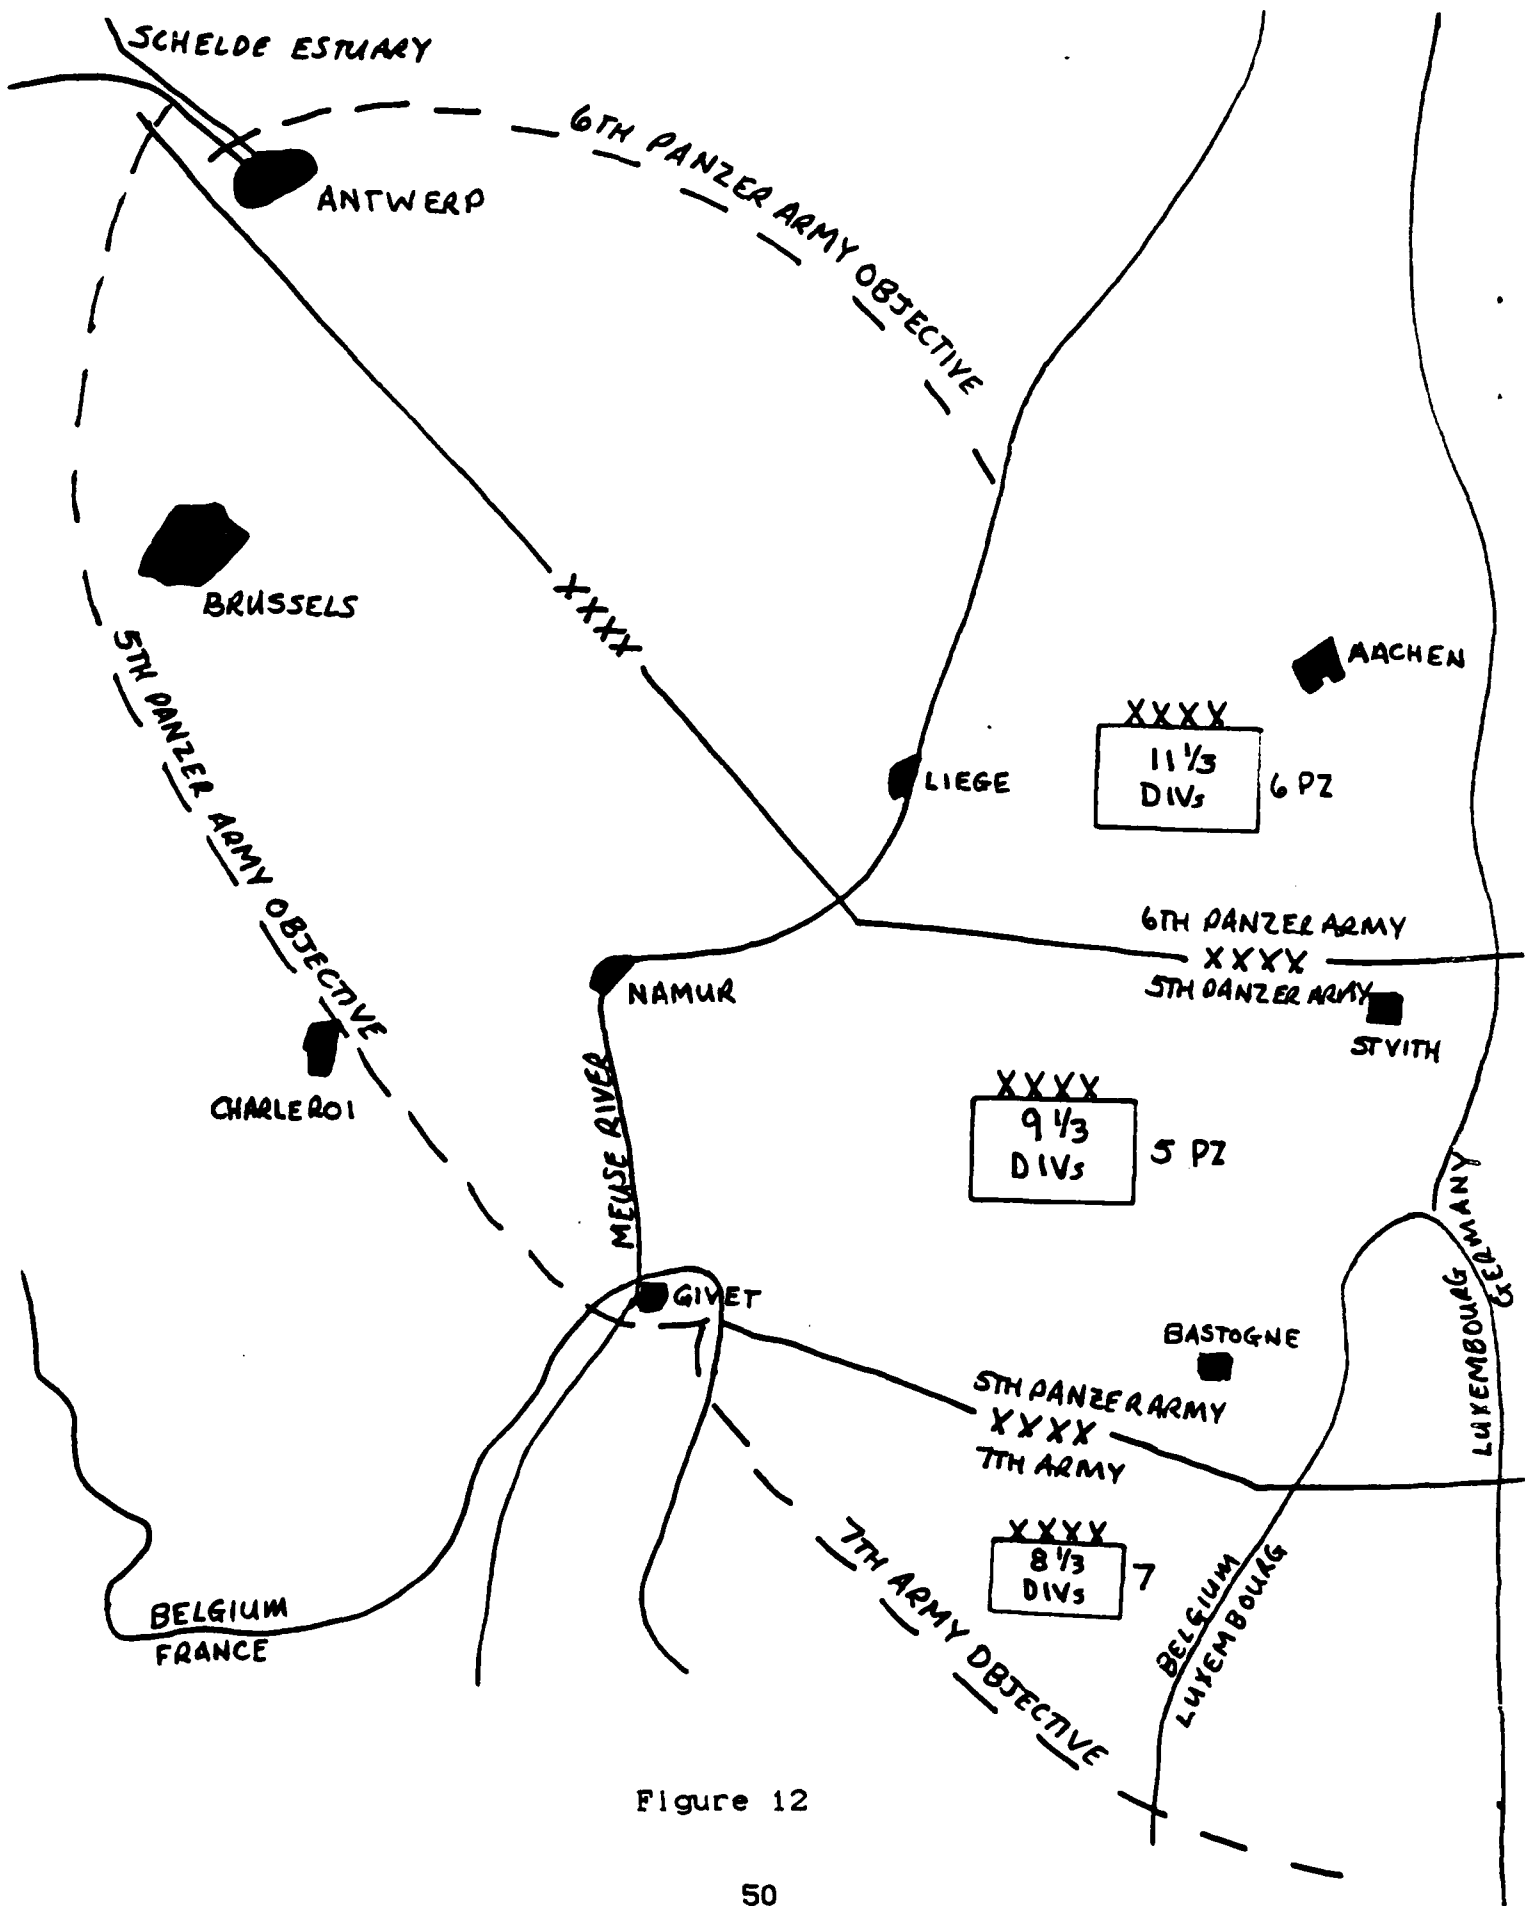 SCHELDE ESTUARY
6TH PANZER ARMY OBJECTIVE
ANTWERP
XXXX
BRUSSELS
5TH PANZER ARMY OBJECTIVE
AACHEN
XXXX
11 1/3
DIVs
6 PZ
LIEGE
6TH PANZER ARMY
XXXX
5TH PANZER ARMY
NAMUR
ST VITH
CHARLEROI
MEUSE RIVER
XXXX
9 1/3
DIVs
5 PZ
GERMANY
LUXEMBOURG
GIVET
BASTOGNE
5TH PANZER ARMY
XXXX
7TH ARMY
XXXX
8 1/3
DIVs
7
7TH ARMY OBJECTIVE
BELGIUM
LUXEMBOURG
BELGIUM
FRANCE
Figure 12
50